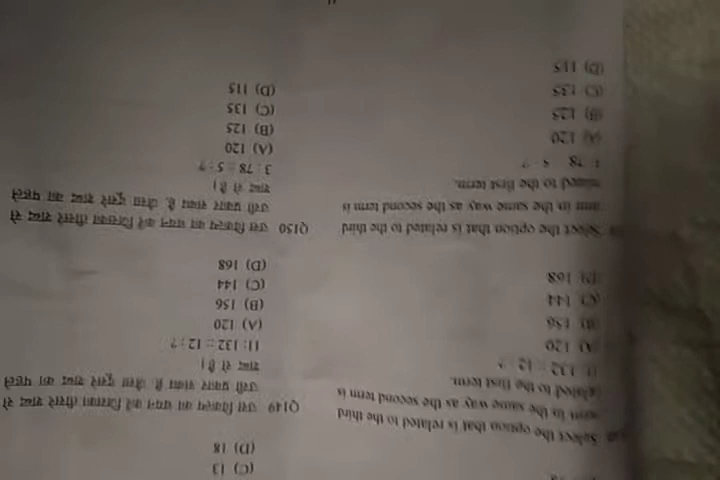 (C) 13
(D) 18
Select the option that is related to the third
term in the same way as the second term is
related to the first term.
11 : 132 :: 12 : ?
(A) 120
(B) 156
(C) 144
(D) 168
Select the option that is related to the third
term in the same way as the second term is
related to the first term.
: 78 :: 5 : ?
(A) 120
(B) 125
(C) 135
(D) 115
Q149 उस विकल्प का चयन करें जिसका तीसरे शब्द से
उसी प्रकार संबंध है, जैसा दूसरे शब्द का पहले
शब्द से है।
11 : 132 :: 12 : ?
(A) 120
(B) 156
(C) 144
(D) 168
Q150 उस विकल्प का चयन करें जिसका तीसरे शब्द से
उसी प्रकार संबंध है, जैसा दूसरे शब्द का पहले
शब्द से है।
3 : 78 :: 5 : ?
(A) 120
(B) 125
(C) 135
(D) 115